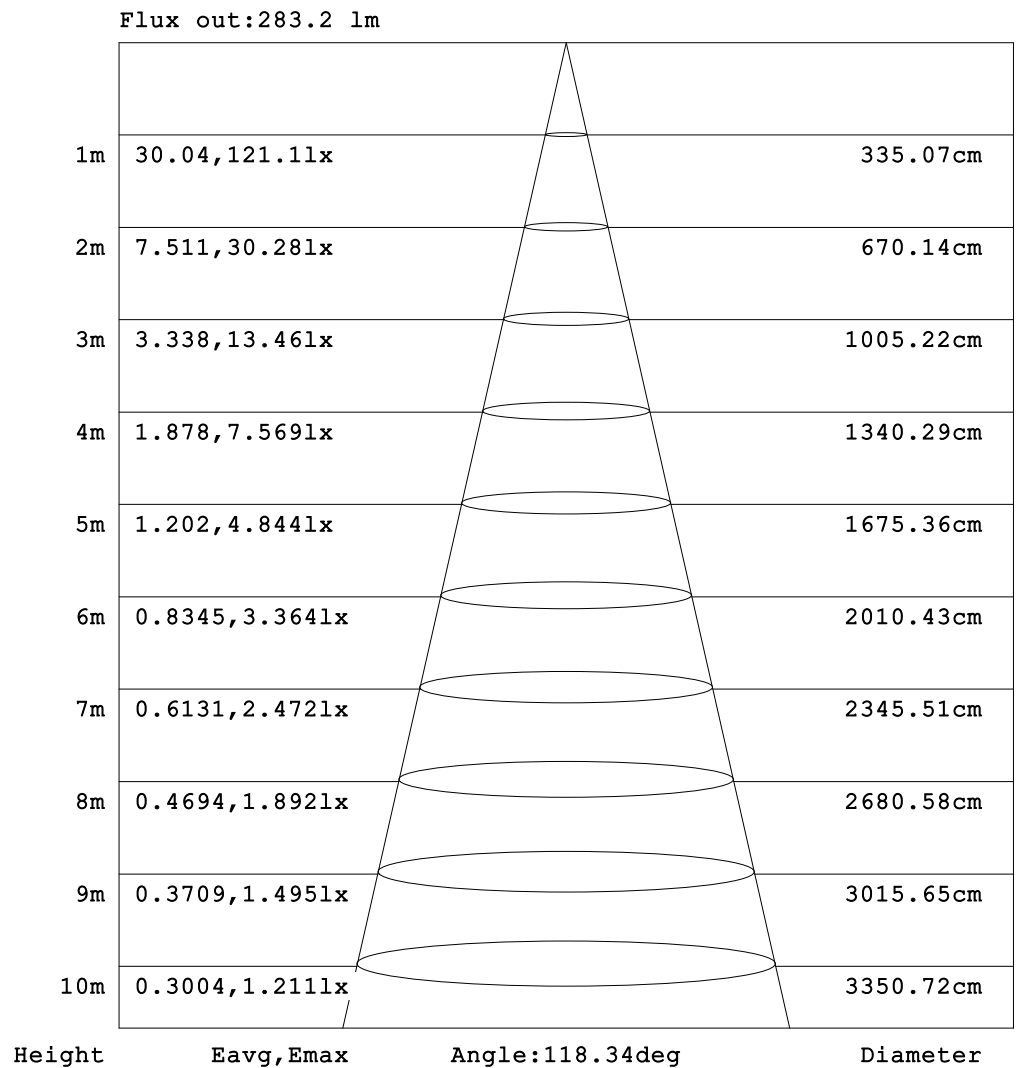 Flux out:283.2 lm
1m 30.04,121.1lx 335.07cm
2m 7.511,30.28lx 670.14cm
3m 3.338,13.46lx 1005.22cm
4m 1.878,7.569lx 1340.29cm
5m 1.202,4.844lx 1675.36cm
6m 0.8345,3.364lx 2010.43cm
7m 0.6131,2.472lx 2345.51cm
8m 0.4694,1.892lx 2680.58cm
9m 0.3709,1.495lx 3015.65cm
10m 0.3004,1.211lx 3350.72cm
Height Eavg,Emax Angle:118.34deg Diameter